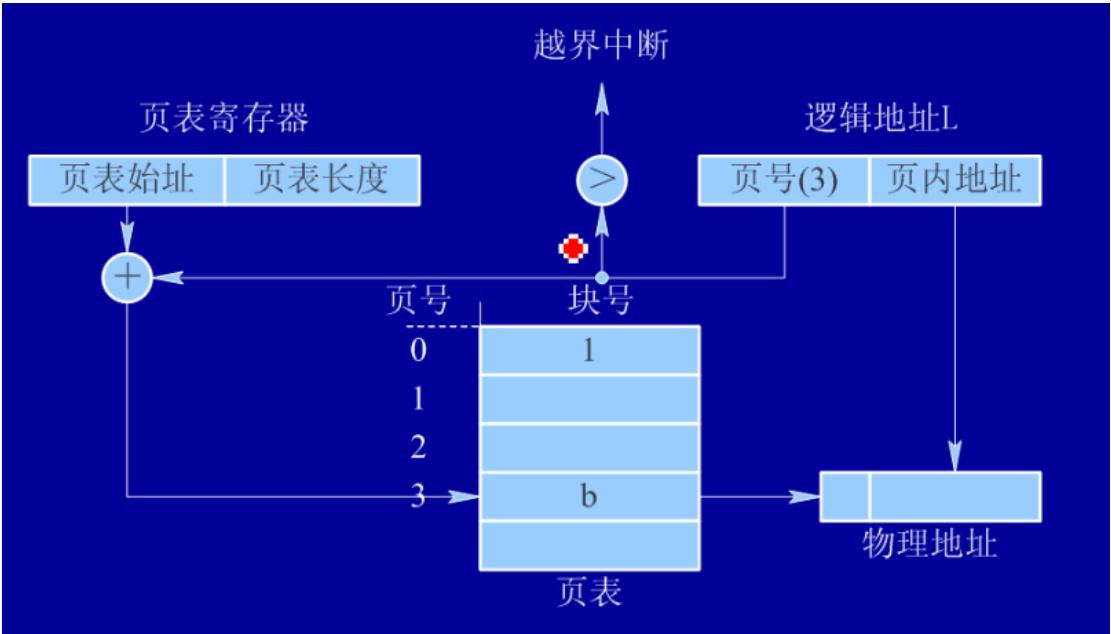 越界中断
页表寄存器
逻辑地址L
页表始址 页表长度
>
页号(3) 页内地址
+
页号 块号
0 1
1
2
3 b
物理地址
页表